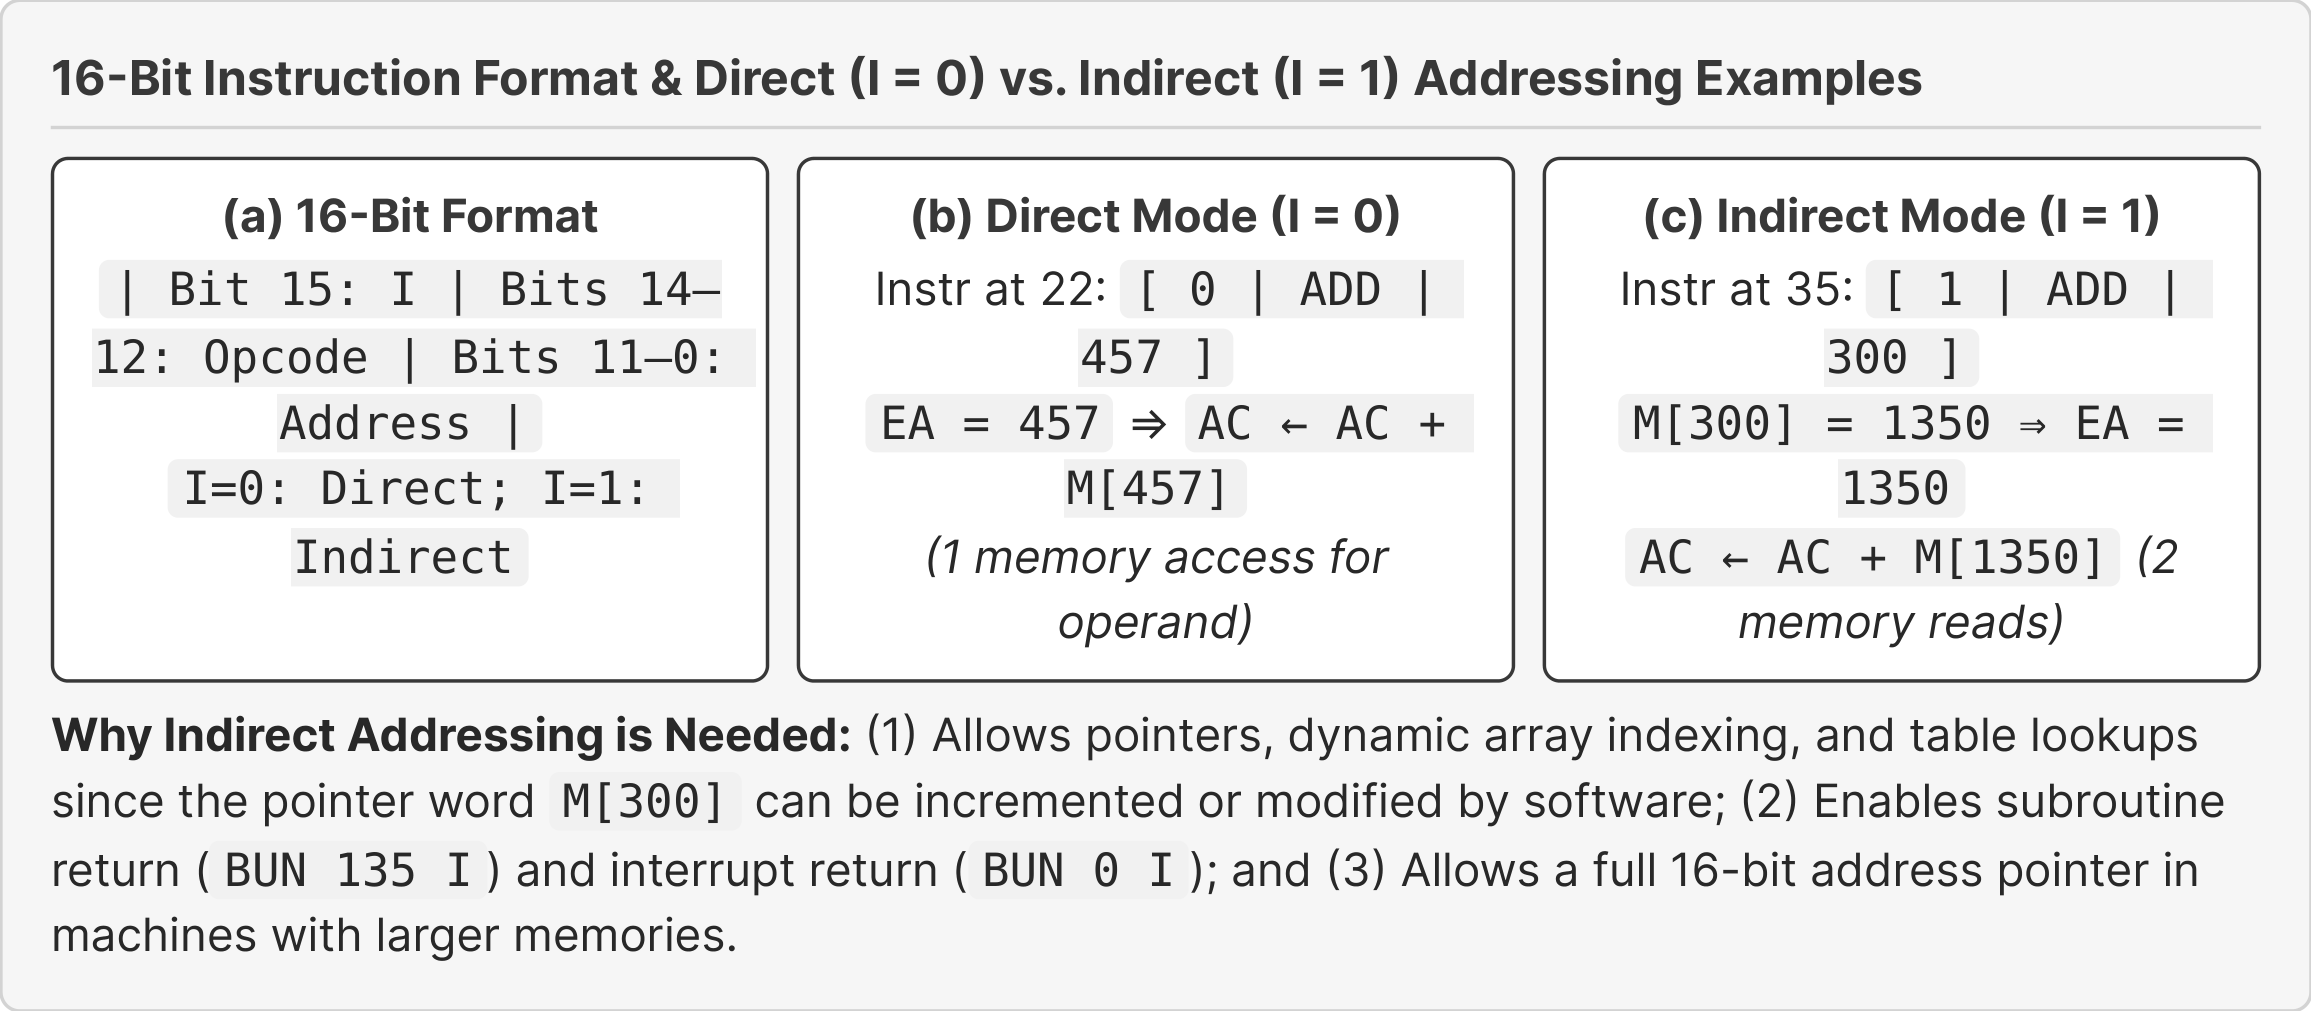 16-Bit Instruction Format & Direct (I = 0) vs. Indirect (I = 1) Addressing Examples
(a) 16-Bit Format
| Bit 15: I | Bits 14–
12: Opcode | Bits 11–0:
Address |
I=0: Direct; I=1:
Indirect
(b) Direct Mode (I = 0)
Instr at 22: [ 0 | ADD |
457 ]
EA = 457 ⇒ AC ← AC +
M[457]
(1 memory access for
operand)
(c) Indirect Mode (I = 1)
Instr at 35: [ 1 | ADD |
300 ]
M[300] = 1350 ⇒ EA =
1350
AC ← AC + M[1350] (2
memory reads)
Why Indirect Addressing is Needed: (1) Allows pointers, dynamic array indexing, and table lookups
since the pointer word M[300] can be incremented or modified by software; (2) Enables subroutine
return (BUN 135 I) and interrupt return (BUN 0 I); and (3) Allows a full 16-bit address pointer in
machines with larger memories.